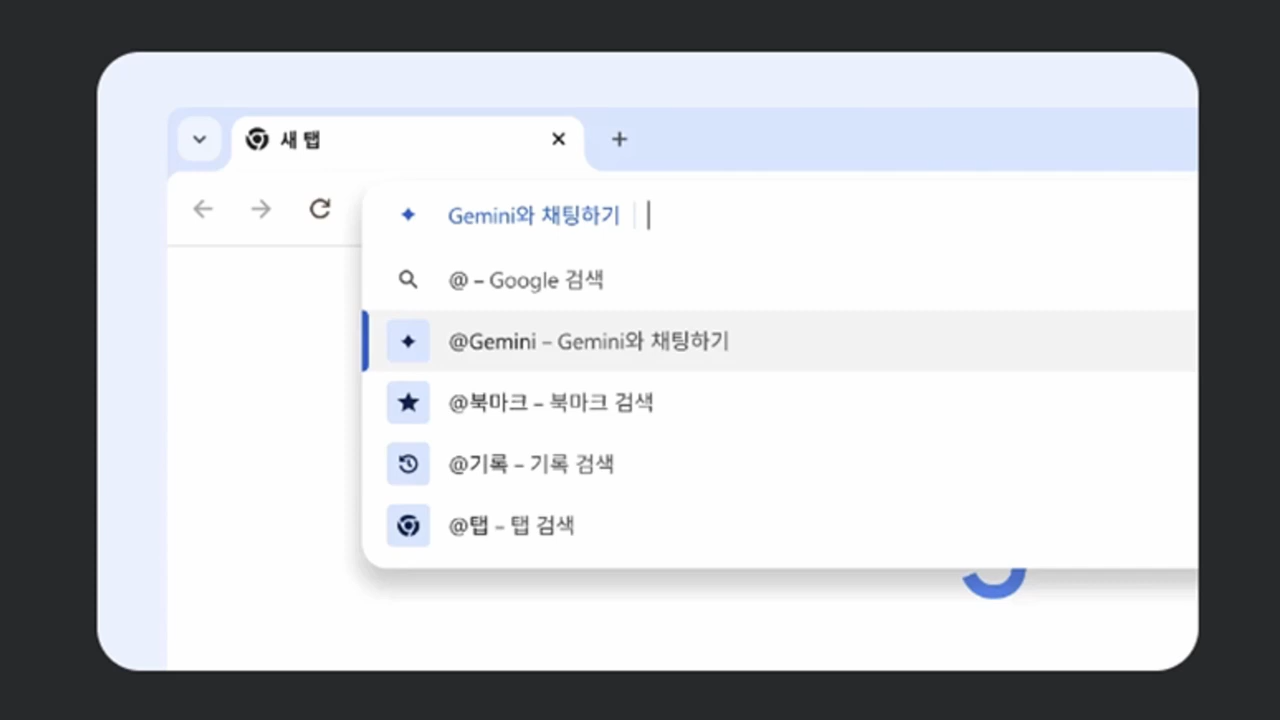 새 탭
Gemini와 채팅하기
@ – Google 검색
@Gemini – Gemini와 채팅하기
@북마크 – 북마크 검색
@기록 – 기록 검색
@탭 – 탭 검색